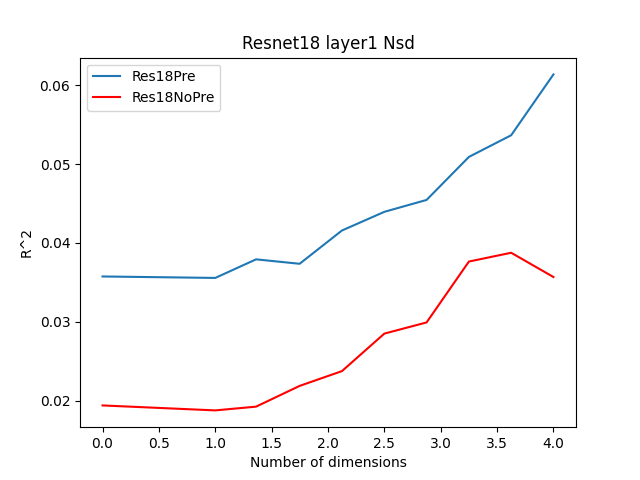 Resnet18 layer1 Nsd
Res18Pre
Res18NoPre
0.06
0.05
0.04
0.03
0.02
R^2
0.0 0.5 1.0 1.5 2.0 2.5 3.0 3.5 4.0
Number of dimensions